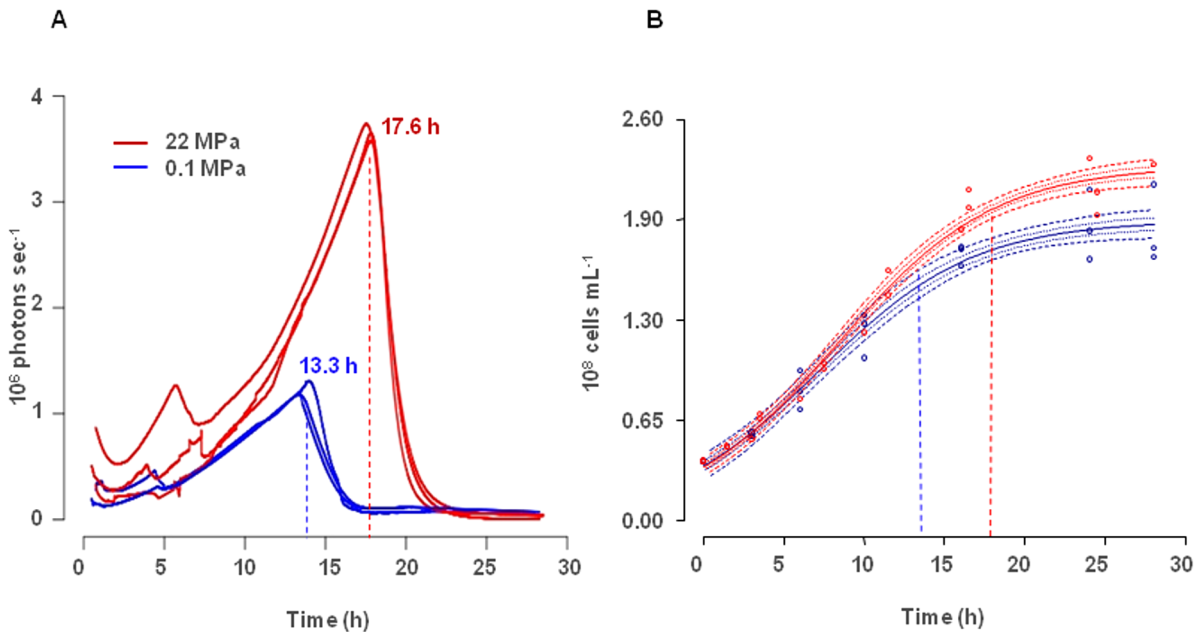 A
10⁶ photons sec⁻¹
4
3
2
1
0
22 MPa
0.1 MPa
17.6 h
13.3 h
0 5 10 15 20 25 30
Time (h)
B
10⁸ cells mL⁻¹
2.60
1.90
1.30
0.65
0.00
0 5 10 15 20 25 30
Time (h)